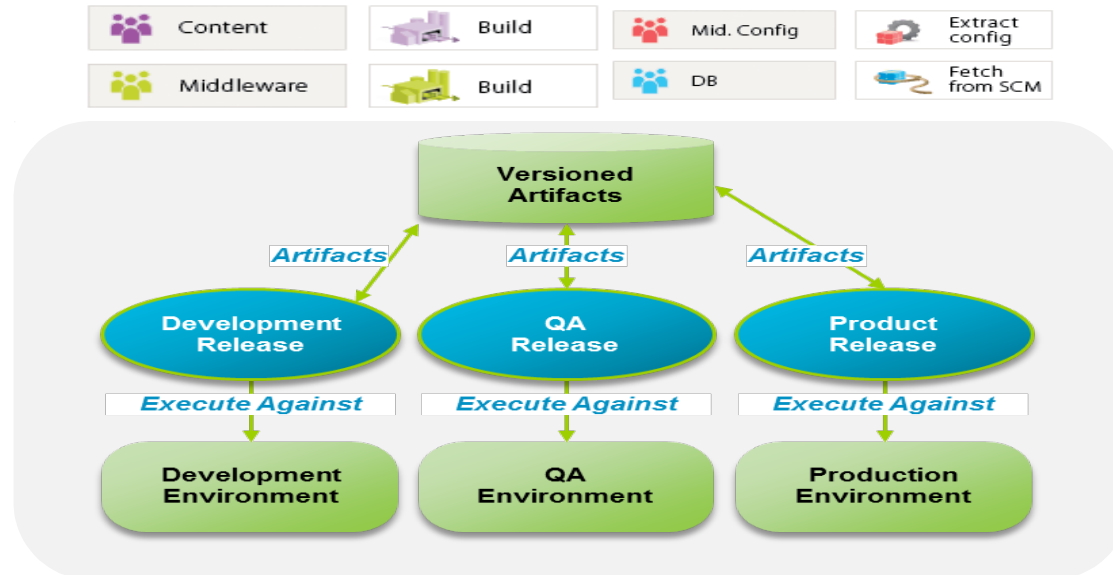 Content
Build
Mid. Config
Extract
config
Middleware
Build
DB
Fetch
from SCM
Versioned
Artifacts
Artifacts
Artifacts
Artifacts
Development
Release
QA
Release
Product
Release
Execute Against
Execute Against
Execute Against
Development
Environment
QA
Environment
Production
Environment